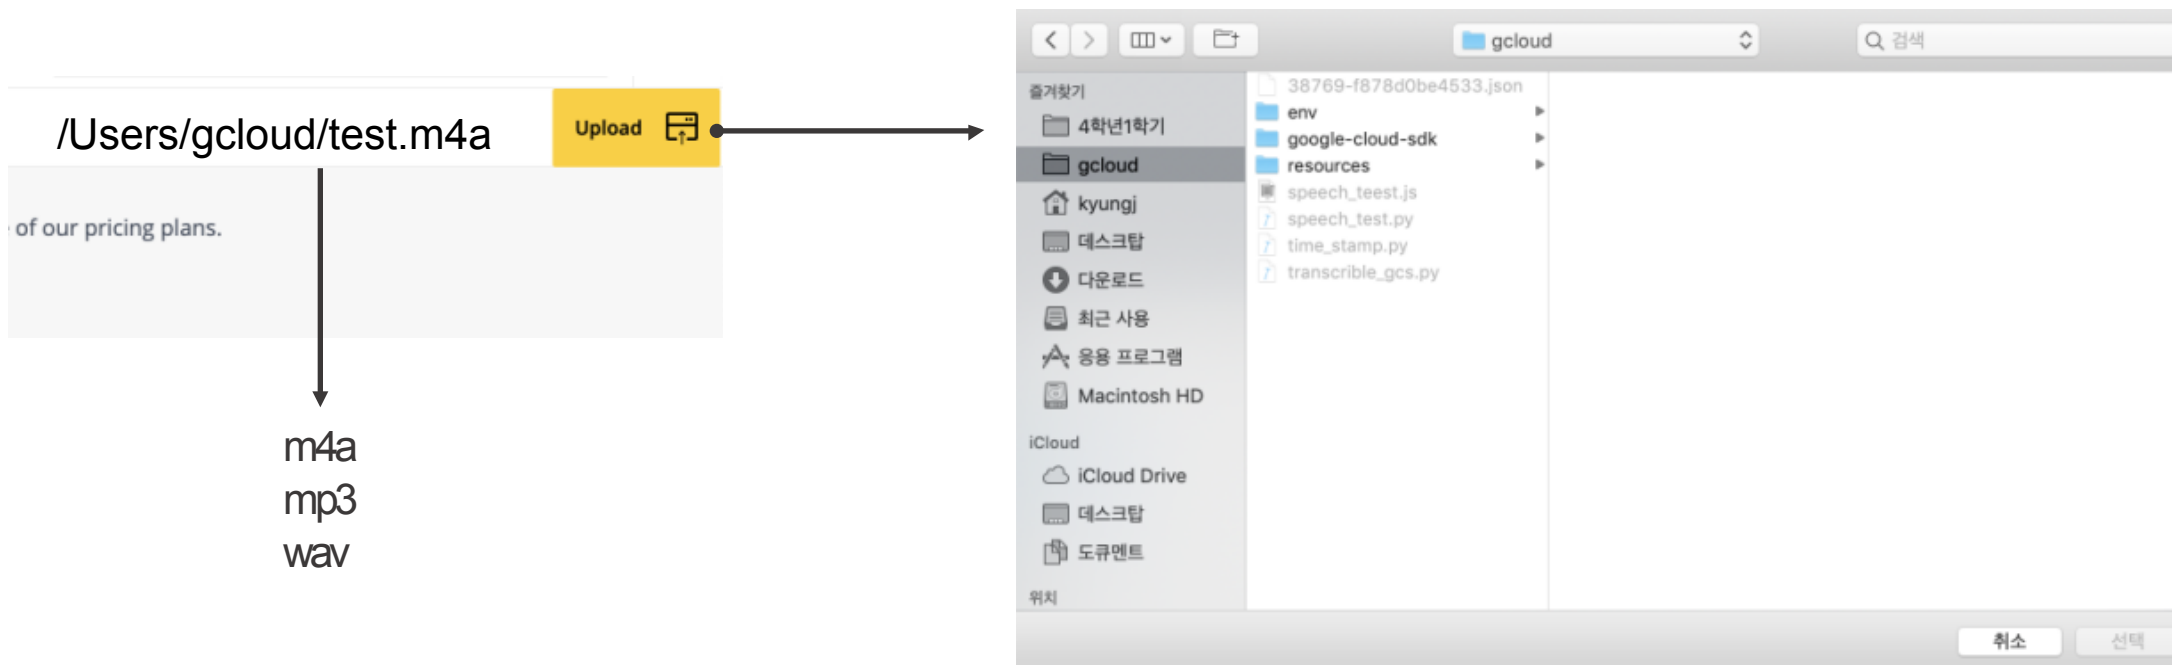 /Users/gcloud/test.m4a
Upload
of our pricing plans.
m4a
mp3
wav
gcloud
검색
즐겨찾기
4학년1학기
gcloud
kyungj
데스크탑
다운로드
최근 사용
응용 프로그램
Macintosh HD
iCloud
iCloud Drive
데스크탑
도큐멘트
위치
38769-f878d0be4533.json
env
google-cloud-sdk
resources
speech_teest.js
speech_test.py
time_stamp.py
transcrible_gcs.py
취소
선택